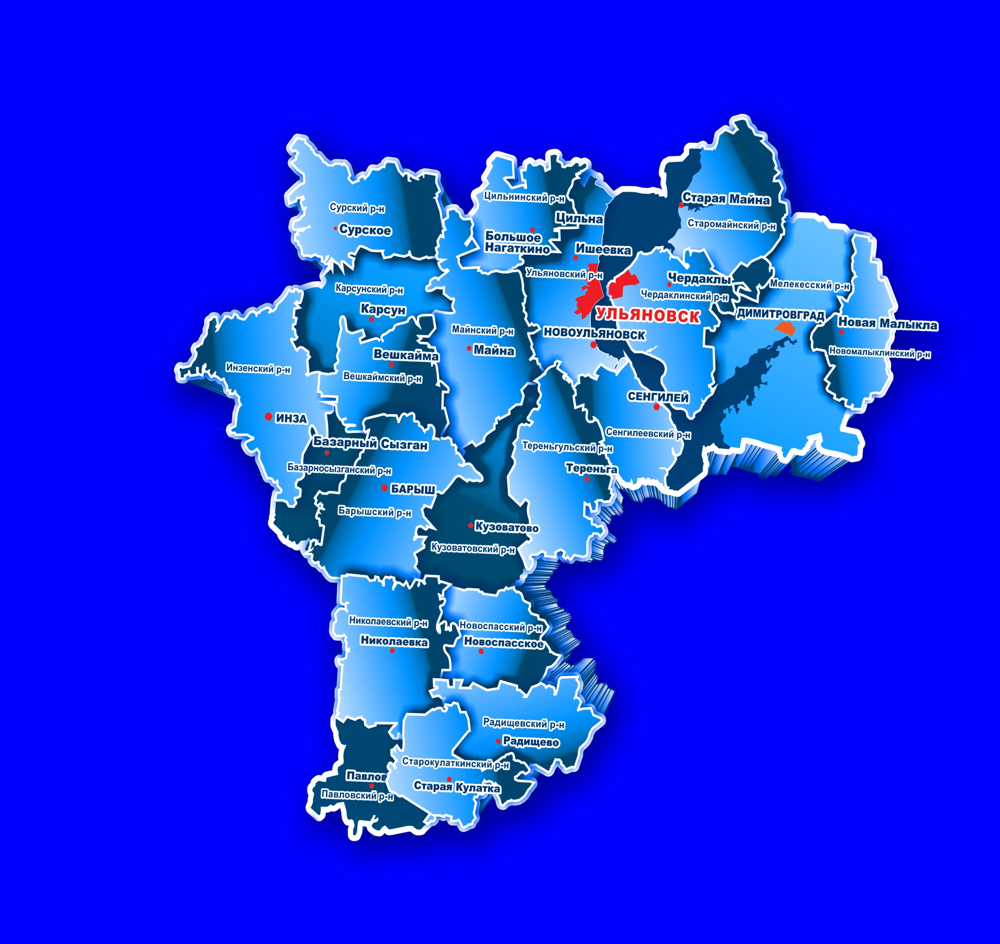 Старая Майна
Цильнинский р-н
Сурский р-н
Цильна
Старомайнский р-н
Сурское
Большое
Нагаткино
Ишеевка
Ульяновский р-н
Чердаклы
Мелекесский р-н
Карсунский р-н
Чердаклинский р-н
Карсун
УЛЬЯНОВСК
ДИМИТРОВГРАД
Новая Малыкла
Майнский р-н
НОВОУЛЬЯНОВСК
Майна
Новомалыклинский р-н
Вешкайма
Инзенский р-н
Вешкаймский р-н
СЕНГИЛЕЙ
ИНЗА
Сенгилеевский р-н
Базарный Сызган
Тереньгульский р-н
Базарносызганский р-н
Тереньга
БАРЫШ
Барышский р-н
Кузоватово
Кузоватовский р-н
Николаевский р-н
Новоспасский р-н
Николаевка
Новоспасское
Радищевский р-н
Радищево
Старокулаткинский р-н
Павлов
Старая Кулатка
Павловский р-н